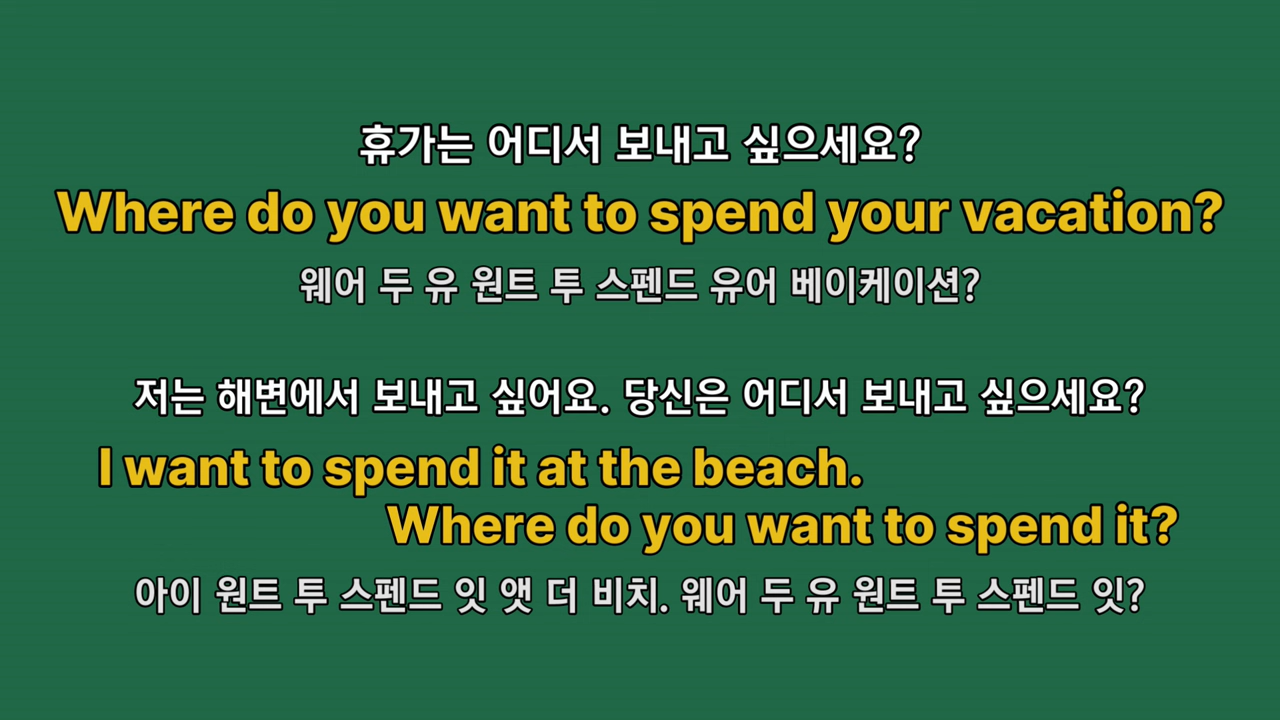 휴가는 어디서 보내고 싶으세요?
Where do you want to spend your vacation?
웨어 두 유 원트 투 스펜드 유어 베이케이션?
저는 해변에서 보내고 싶어요. 당신은 어디서 보내고 싶으세요?
I want to spend it at the beach.
Where do you want to spend it?
아이 원트 투 스펜드 잇 앳 더 비치. 웨어 두 유 원트 투 스펜드 잇?